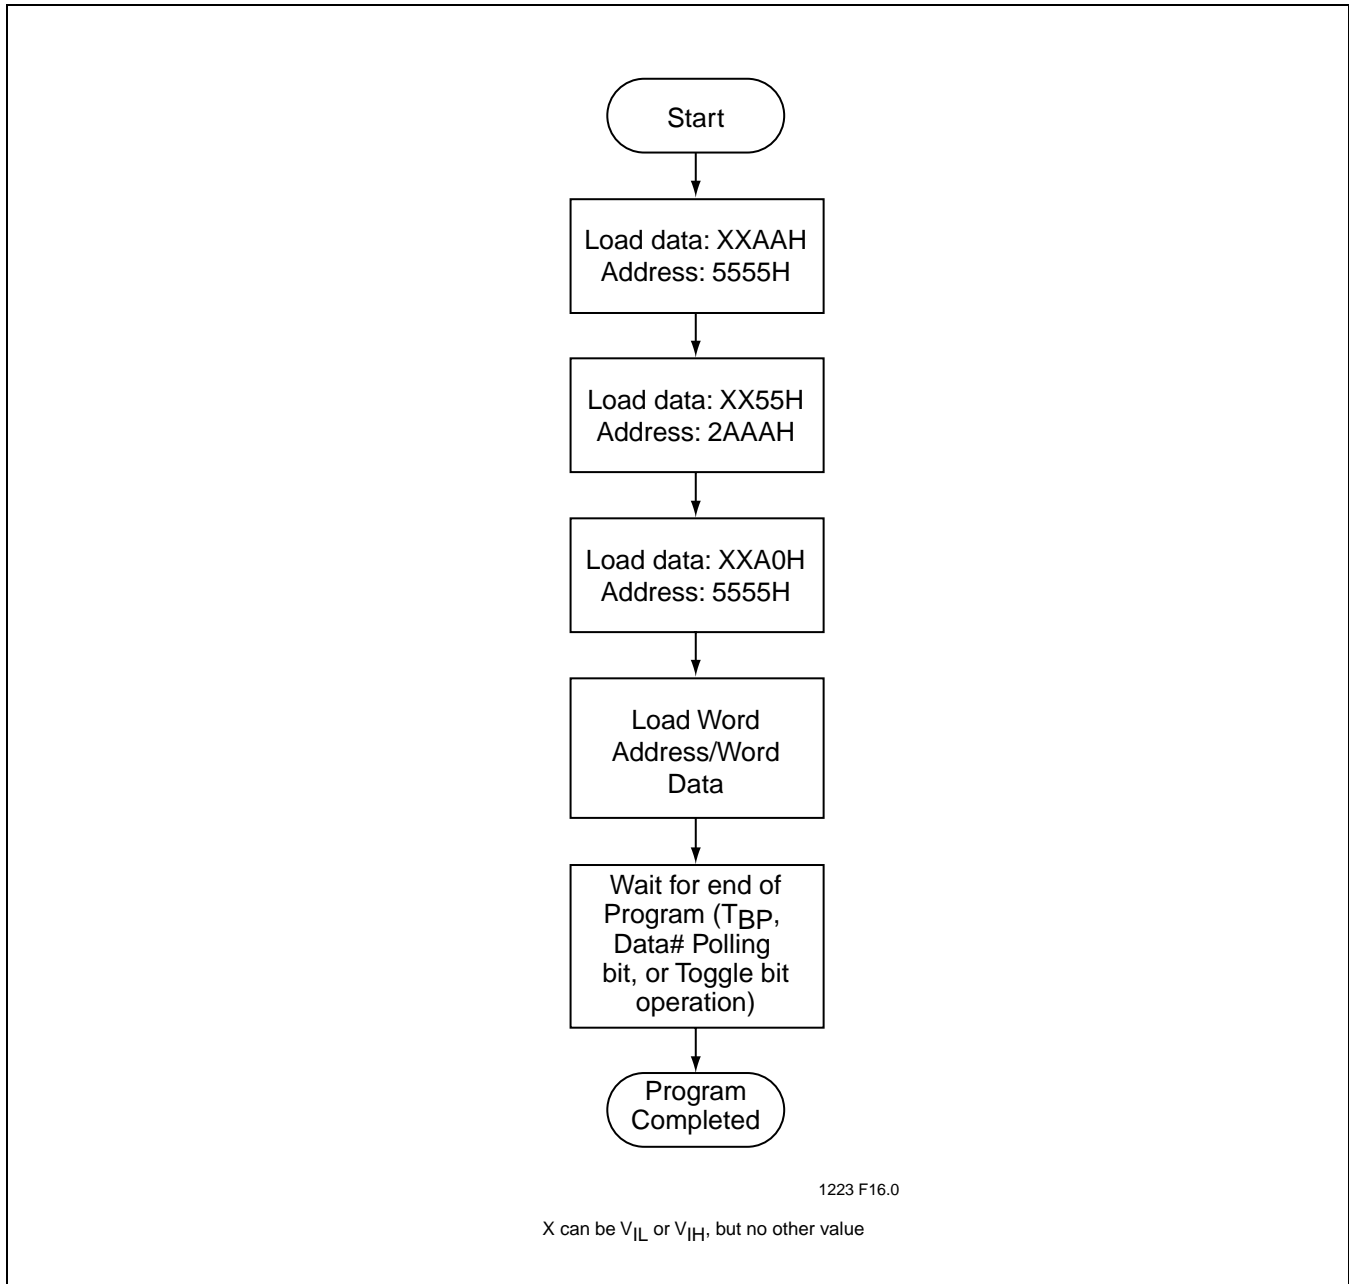 Start
Load data: XXAAH
Address: 5555H
Load data: XX55H
Address: 2AAAH
Load data: XXA0H
Address: 5555H
Load Word
Address/Word
Data
Wait for end of
Program (TBP,
Data# Polling
bit, or Toggle bit
operation)
Program
Completed
1223 F16.0
X can be VIL or VIH, but no other value